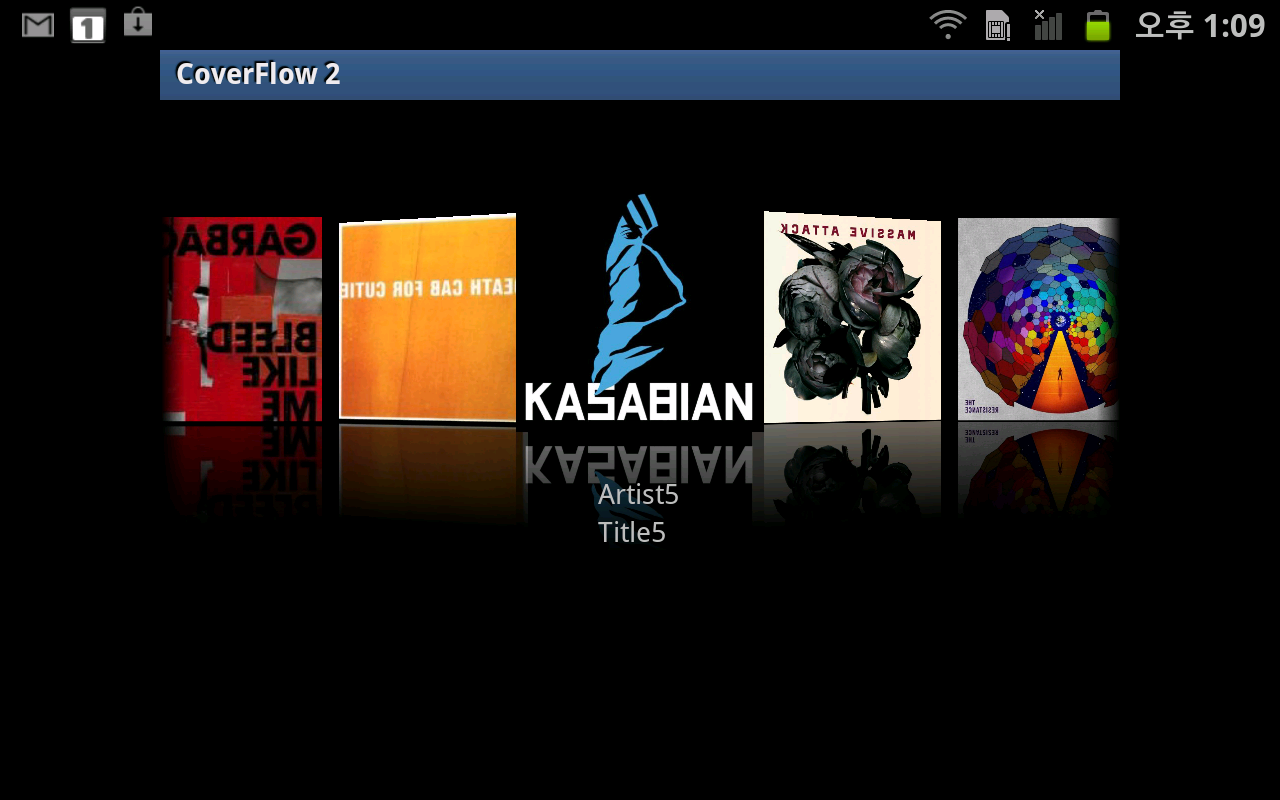 1
오후 1:09
CoverFlow 2
GARBAG
BLEED
LIKE
ME
EATH CAB FOR CUTIE
KASABIAN
MASSIVE ATTACK
THE
RESISTANCE
Artist5
Title5